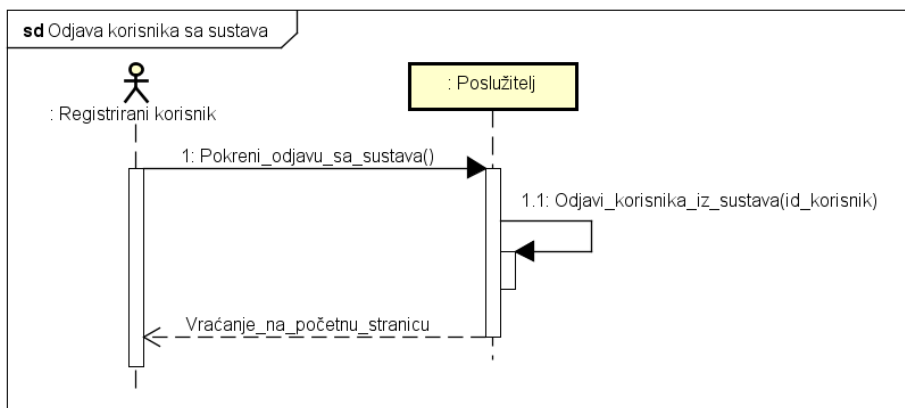 sd Odjava korisnika sa sustava
: Registrirani korisnik
: Poslužitelj
1: Pokreni_odjavu_sa_sustava()
1.1: Odjavi_korisnika_iz_sustava(id_korisnik)
Vraćanje_na_početnu_stranicu